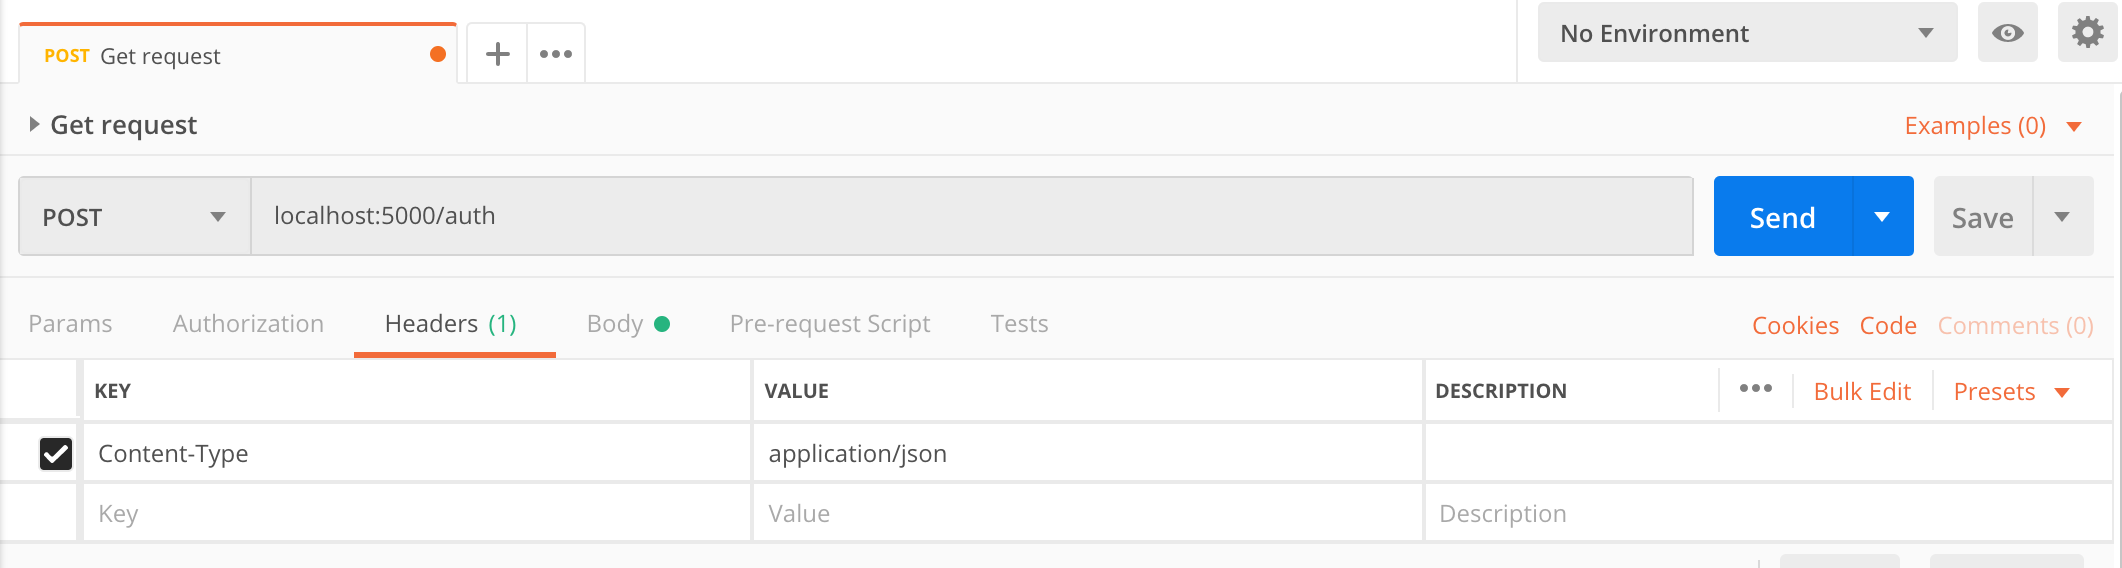 POST Get request
No Environment
Get request
Examples (0)
POST localhost:5000/auth Send Save
Params Authorization Headers (1) Body Pre-request Script Tests Cookies Code Comments (0)
KEY VALUE DESCRIPTION Bulk Edit Presets
Content-Type application/json
Key Value Description